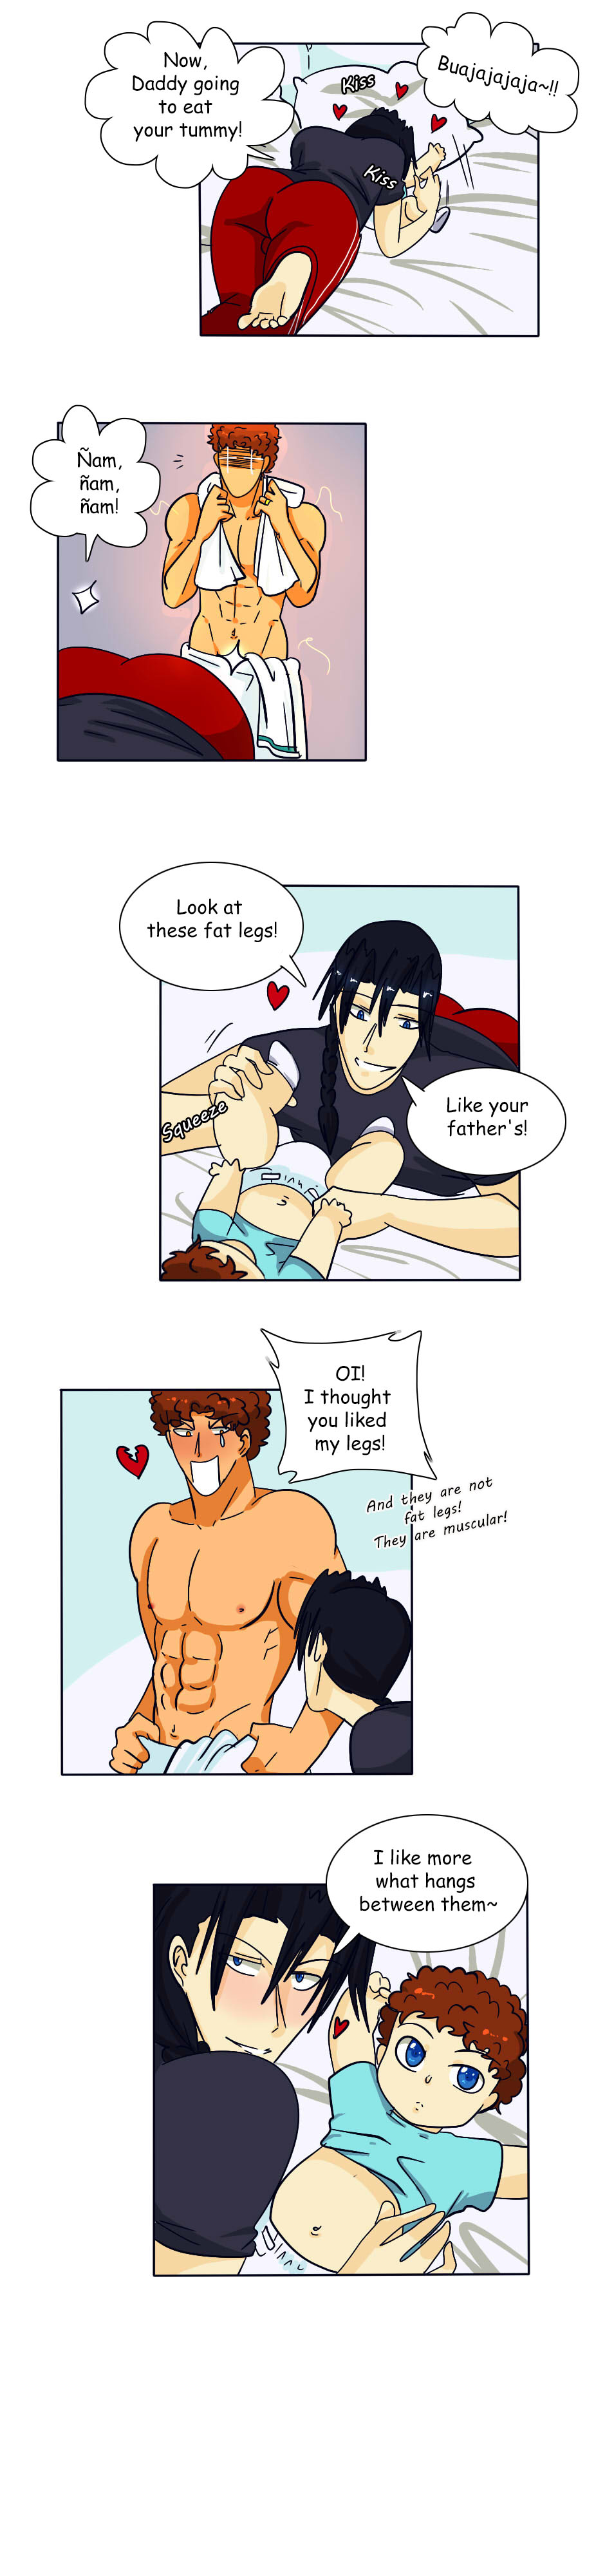 Now,
Daddy going
to eat
your tummy!
Kiss
Buajajajaja~!!
Kiss
Ñam,
ñam,
ñam!
Look at
these fat legs!
Squeeze
Like your
father's!
OI!
I thought
you liked
my legs!
And they are not
fat legs!
They are muscular!
I like more
what hangs
between them~